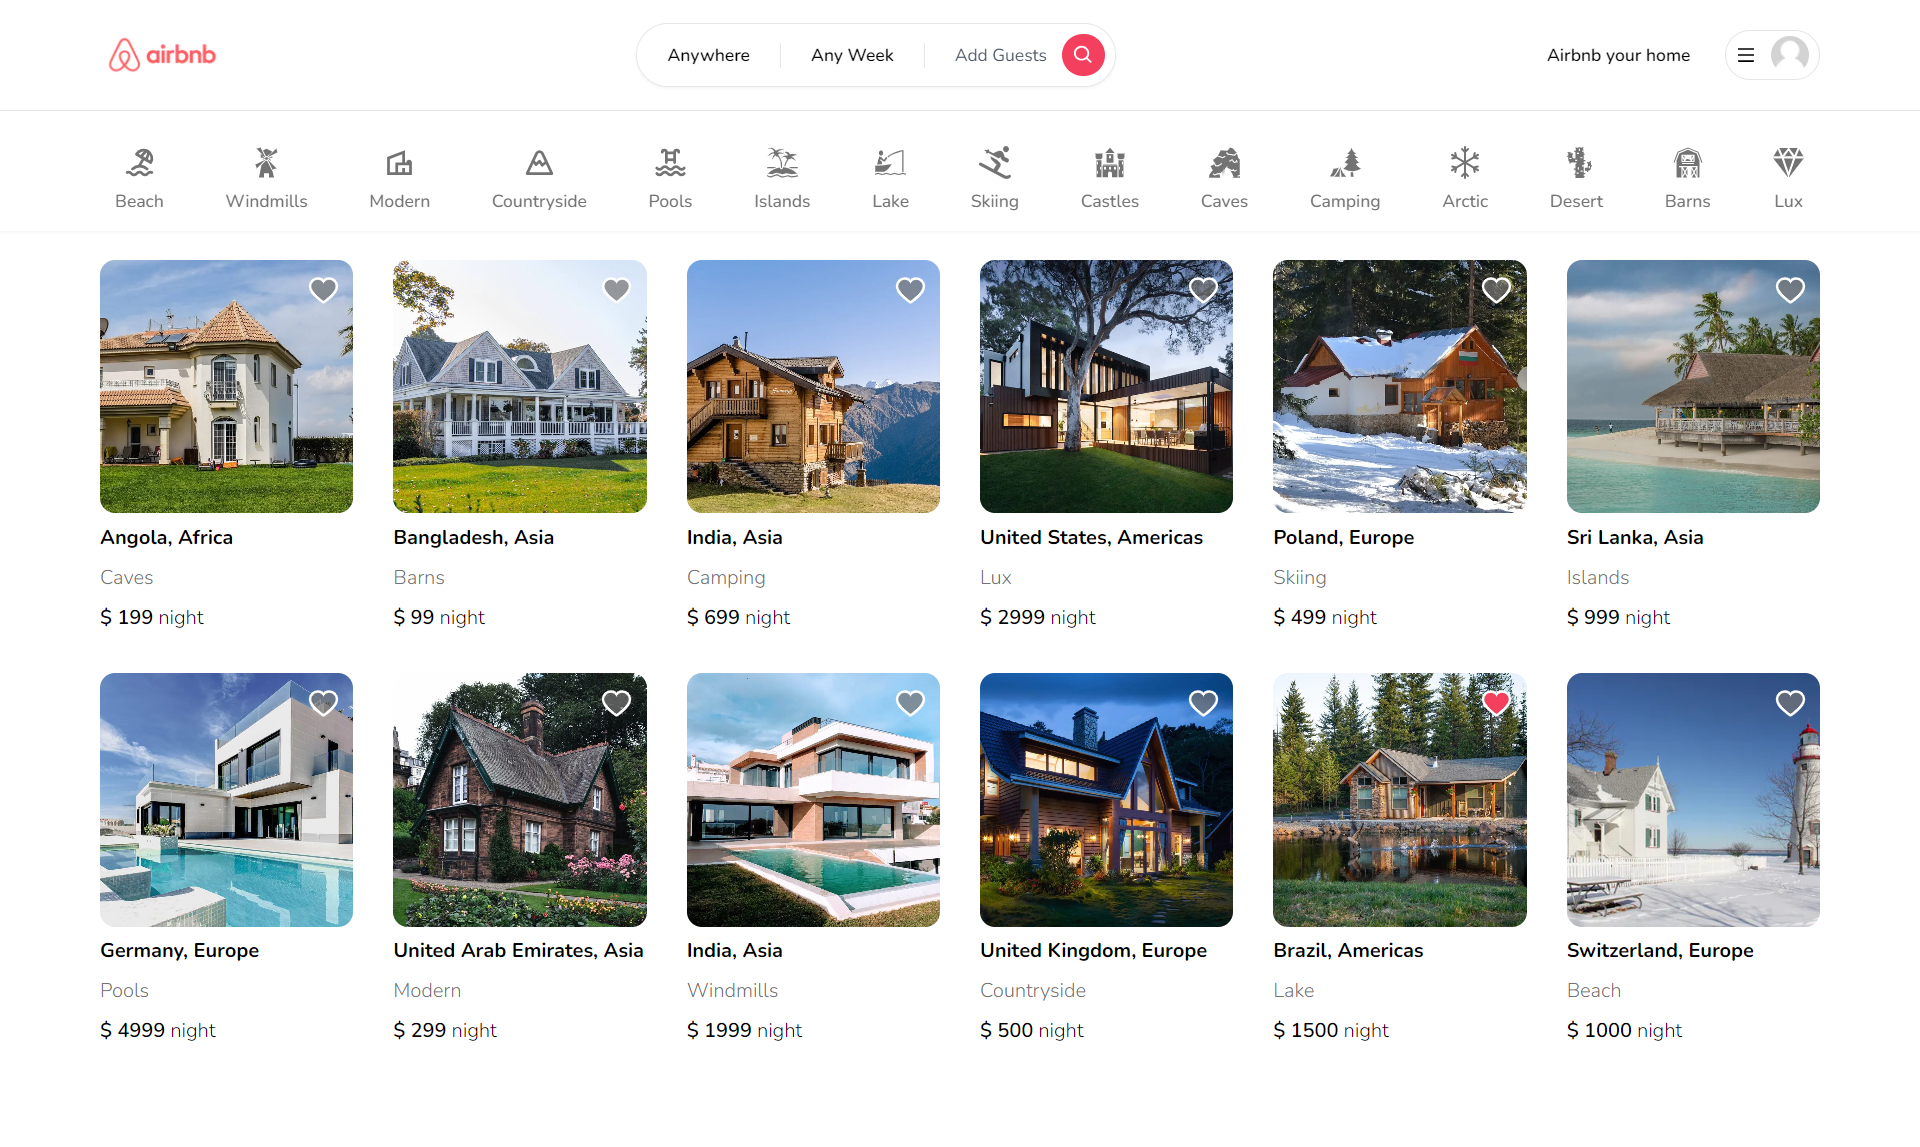 airbnb
Anywhere
Any Week
Add Guests
Airbnb your home
Beach
Windmills
Modern
Countryside
Pools
Islands
Lake
Skiing
Castles
Caves
Camping
Arctic
Desert
Barns
Lux
Angola, Africa
Caves
$ 199 night
Bangladesh, Asia
Barns
$ 99 night
India, Asia
Camping
$ 699 night
United States, Americas
Lux
$ 2999 night
Poland, Europe
Skiing
$ 499 night
Sri Lanka, Asia
Islands
$ 999 night
Germany, Europe
Pools
$ 4999 night
United Arab Emirates, Asia
Modern
$ 299 night
India, Asia
Windmills
$ 1999 night
United Kingdom, Europe
Countryside
$ 500 night
Brazil, Americas
Lake
$ 1500 night
Switzerland, Europe
Beach
$ 1000 night